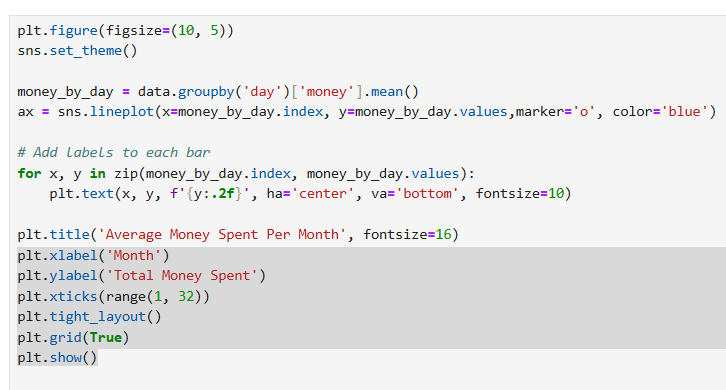 plt.figure(figsize=(10, 5))
sns.set_theme()
money_by_day = data.groupby('day')['money'].mean()
ax = sns.lineplot(x=money_by_day.index, y=money_by_day.values,marker='o', color='blue')
# Add labels to each bar
for x, y in zip(money_by_day.index, money_by_day.values):
    plt.text(x, y, f'{y:.2f}', ha='center', va='bottom', fontsize=10)
plt.title('Average Money Spent Per Month', fontsize=16)
plt.xlabel('Month')
plt.ylabel('Total Money Spent')
plt.xticks(range(1, 32))
plt.tight_layout()
plt.grid(True)
plt.show()